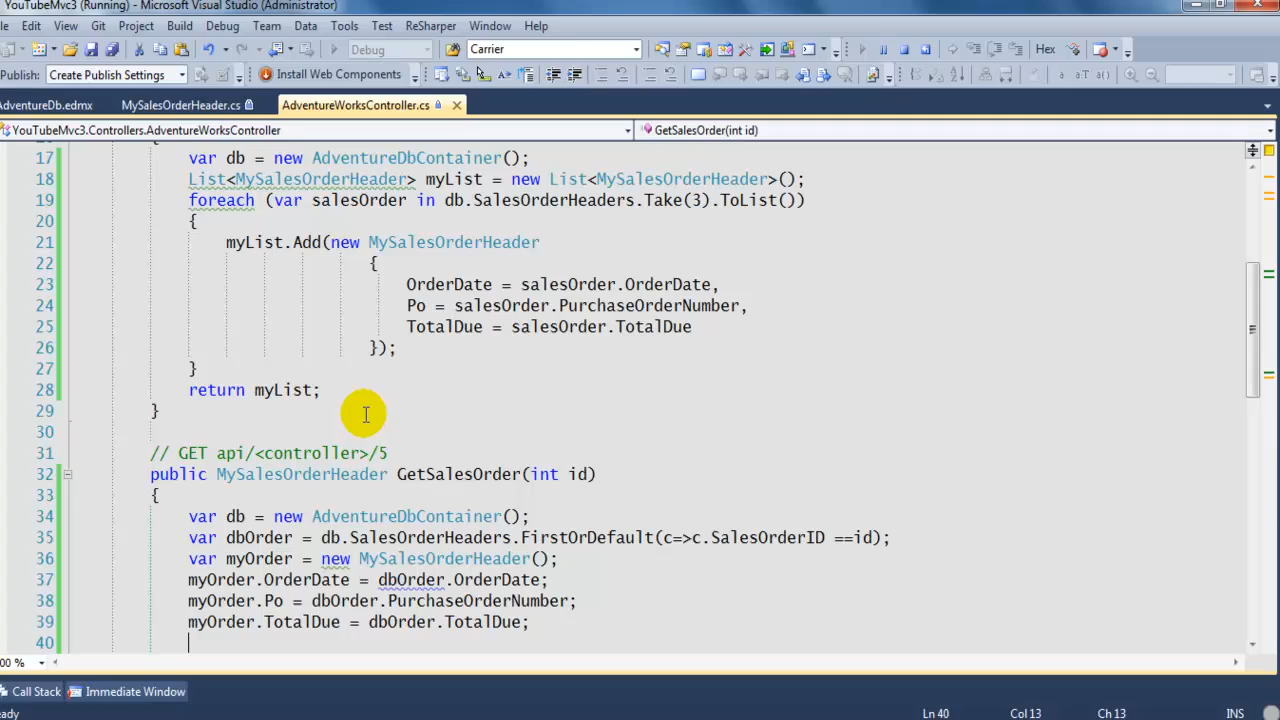 YouTubeMvc3 (Running) - Microsoft Visual Studio (Administrator)
Edit View Git Project Build Debug Team Data Tools Test ReSharper Window Help
Debug Carrier Hex
Publish: Create Publish Settings Install Web Components
AdventureDb.edmx MySalesOrderHeader.cs AdventureWorksController.cs
YouTubeMvc3.Controllers.AdventureWorksController GetSalesOrder(int id)
{
17 var db = new AdventureDbContainer();
18 List<MySalesOrderHeader> myList = new List<MySalesOrderHeader>();
19 foreach (var salesOrder in db.SalesOrderHeaders.Take(3).ToList())
20 {
21 myList.Add(new MySalesOrderHeader
22 {
23 OrderDate = salesOrder.OrderDate,
24 Po = salesOrder.PurchaseOrderNumber,
25 TotalDue = salesOrder.TotalDue
26 });
27 }
28 return myList;
29 }
30
31 // GET api/<controller>/5
32 public MySalesOrderHeader GetSalesOrder(int id)
33 {
34 var db = new AdventureDbContainer();
35 var dbOrder = db.SalesOrderHeaders.FirstOrDefault(c=>c.SalesOrderID ==id);
36 var myOrder = new MySalesOrderHeader();
37 myOrder.OrderDate = dbOrder.OrderDate;
38 myOrder.Po = dbOrder.PurchaseOrderNumber;
39 myOrder.TotalDue = dbOrder.TotalDue;
40
00 %
Call Stack Immediate Window
eady Ln 40 Col 13 Ch 13 INS